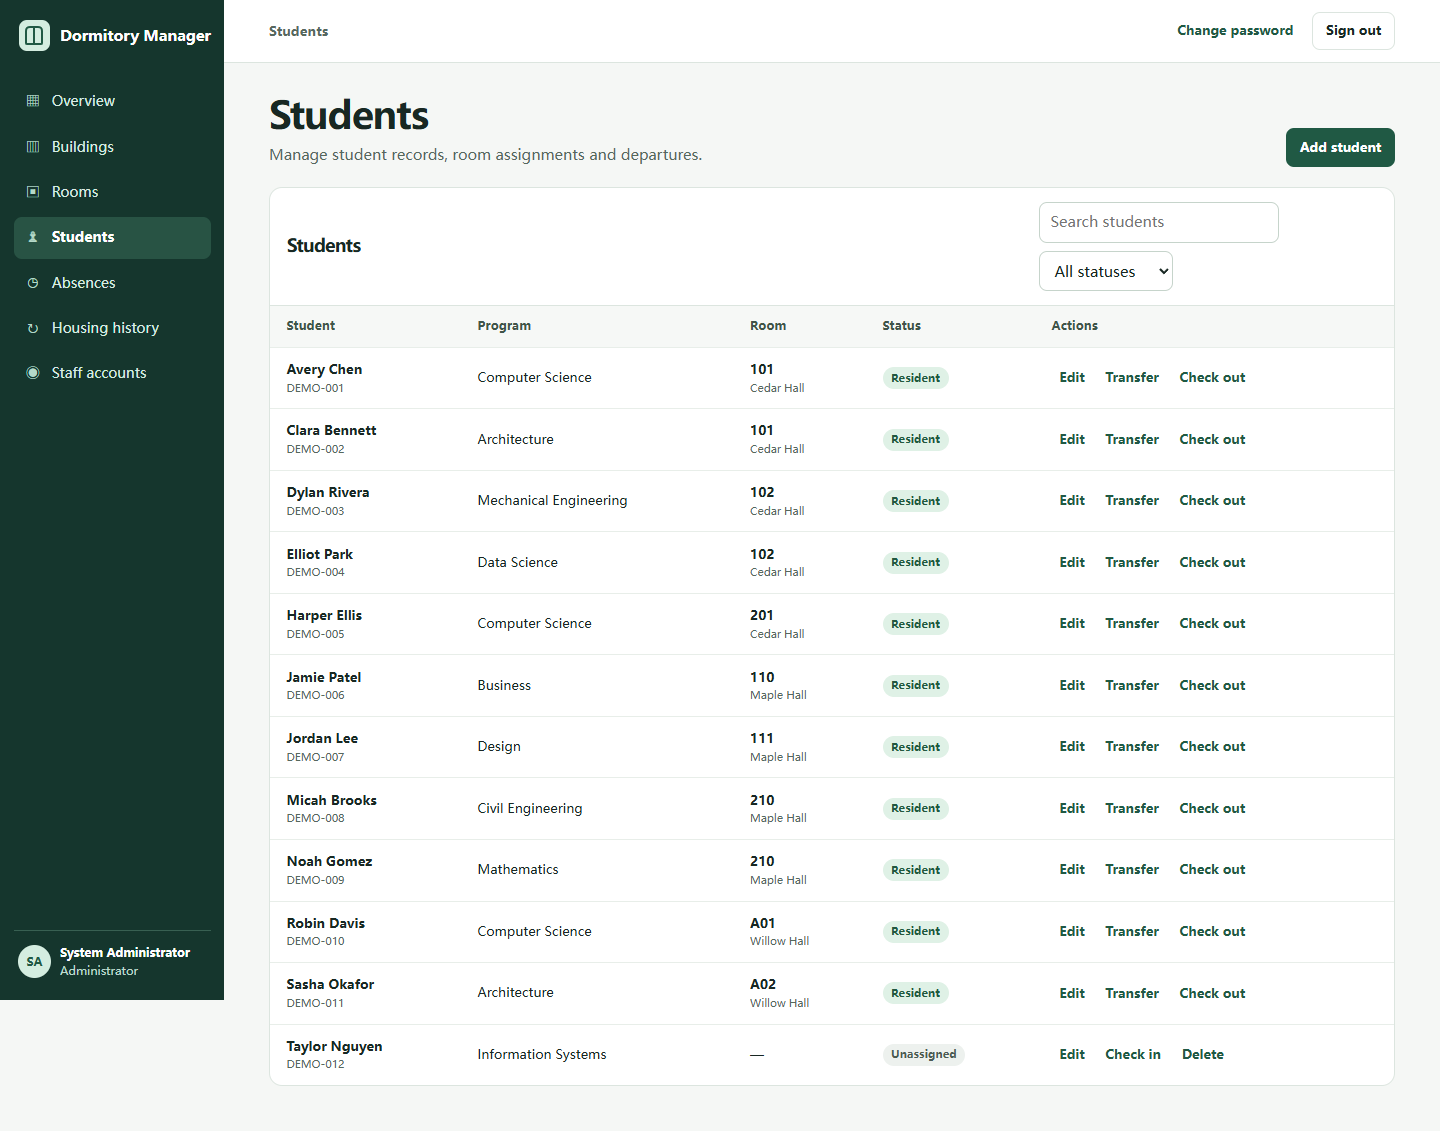 Dormitory Manager
Overview
Buildings
Rooms
Students
Absences
Housing history
Staff accounts
SA
System Administrator
Administrator
Students
Change password
Sign out
Students
Manage student records, room assignments and departures.
Add student
Students
Search students
All statuses
Student Program Room Status Actions
Avery Chen
DEMO-001
Computer Science
101
Cedar Hall
Resident
Edit Transfer Check out
Clara Bennett
DEMO-002
Architecture
101
Cedar Hall
Resident
Edit Transfer Check out
Dylan Rivera
DEMO-003
Mechanical Engineering
102
Cedar Hall
Resident
Edit Transfer Check out
Elliot Park
DEMO-004
Data Science
102
Cedar Hall
Resident
Edit Transfer Check out
Harper Ellis
DEMO-005
Computer Science
201
Cedar Hall
Resident
Edit Transfer Check out
Jamie Patel
DEMO-006
Business
110
Maple Hall
Resident
Edit Transfer Check out
Jordan Lee
DEMO-007
Design
111
Maple Hall
Resident
Edit Transfer Check out
Micah Brooks
DEMO-008
Civil Engineering
210
Maple Hall
Resident
Edit Transfer Check out
Noah Gomez
DEMO-009
Mathematics
210
Maple Hall
Resident
Edit Transfer Check out
Robin Davis
DEMO-010
Computer Science
A01
Willow Hall
Resident
Edit Transfer Check out
Sasha Okafor
DEMO-011
Architecture
A02
Willow Hall
Resident
Edit Transfer Check out
Taylor Nguyen
DEMO-012
Information Systems
—
Unassigned
Edit Check in Delete